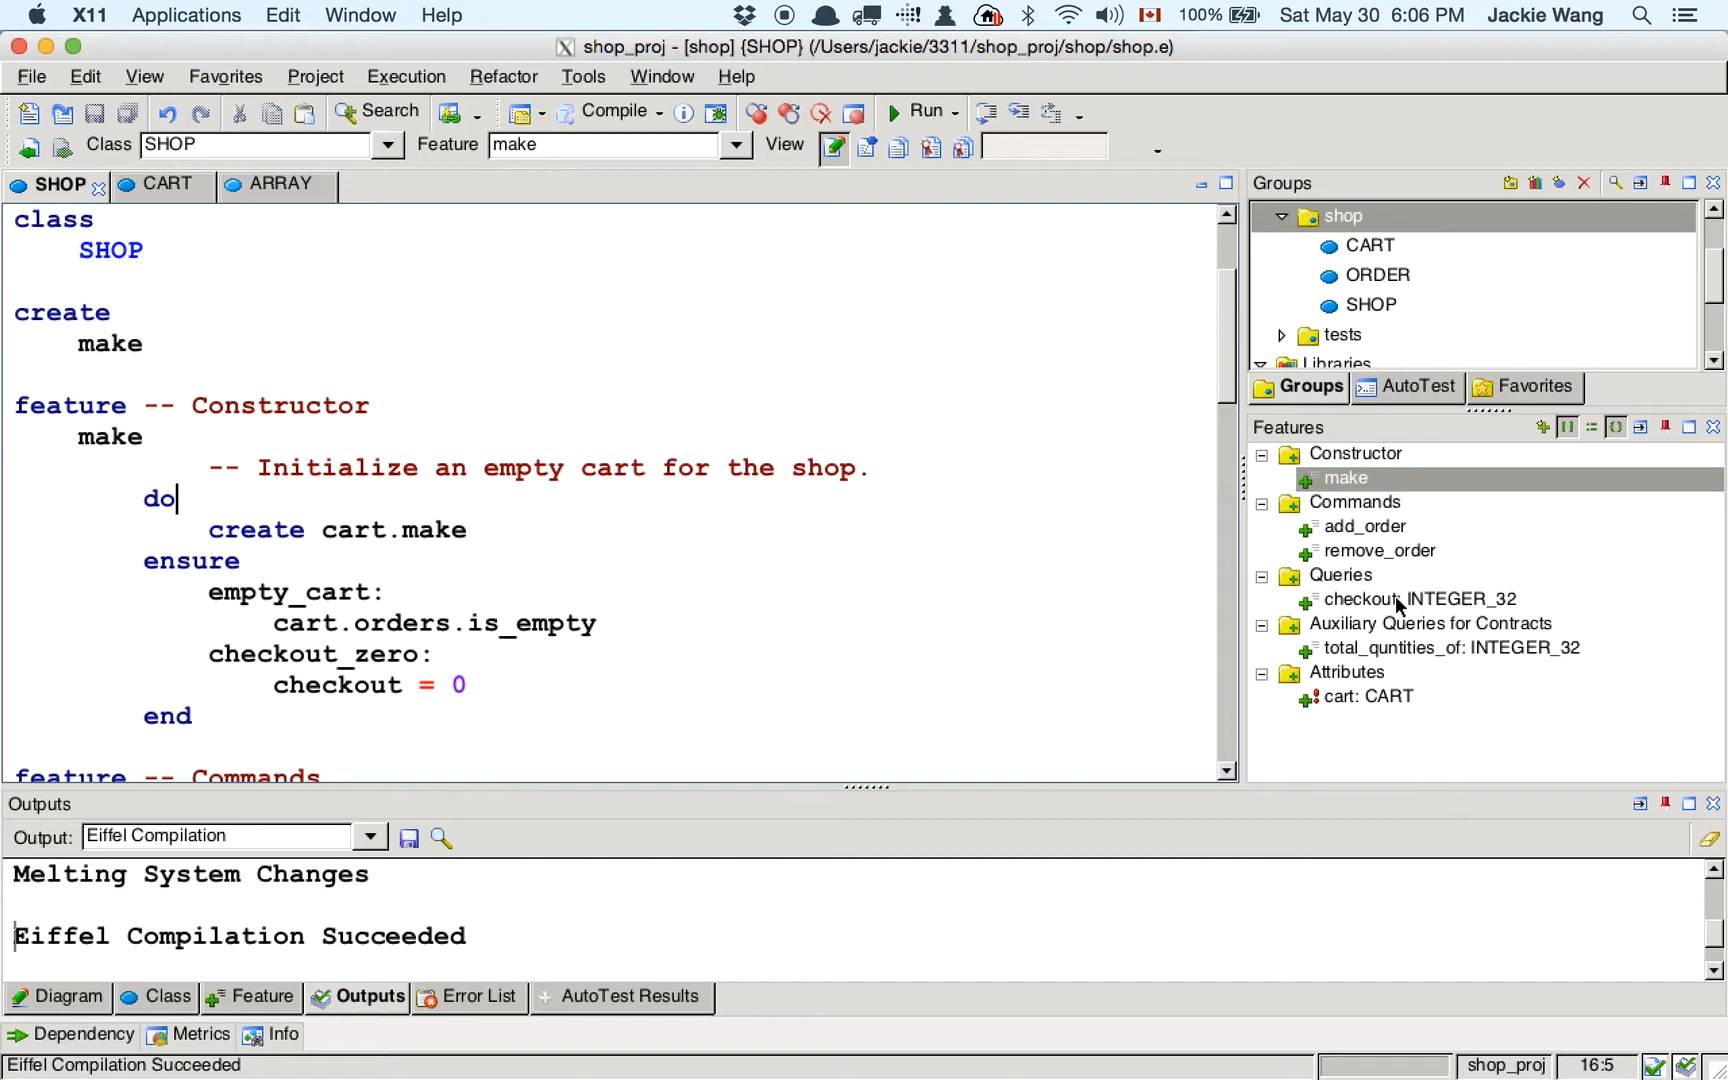 X11 Applications Edit Window Help 100% Sat May 30 6:06 PM Jackie Wang
shop_proj - [shop] {SHOP} (/Users/jackie/3311/shop_proj/shop/shop.e)
File Edit View Favorites Project Execution Refactor Tools Window Help
Search Compile Run
Class SHOP Feature make View
SHOP CART ARRAY
class
SHOP
create
make
feature -- Constructor
make
-- Initialize an empty cart for the shop.
do
create cart.make
ensure
empty_cart:
cart.orders.is_empty
checkout_zero:
checkout = 0
end
feature -- Commands
Groups
shop
CART
ORDER
SHOP
tests
Libraries
Groups AutoTest Favorites
Features
Constructor
make
Commands
add_order
remove_order
Queries
checkout: INTEGER_32
Auxiliary Queries for Contracts
total_quntities_of: INTEGER_32
Attributes
cart: CART
Outputs
Output: Eiffel Compilation
Melting System Changes
Eiffel Compilation Succeeded
Diagram Class Feature Outputs Error List AutoTest Results
Dependency Metrics Info
Eiffel Compilation Succeeded shop_proj 16:5